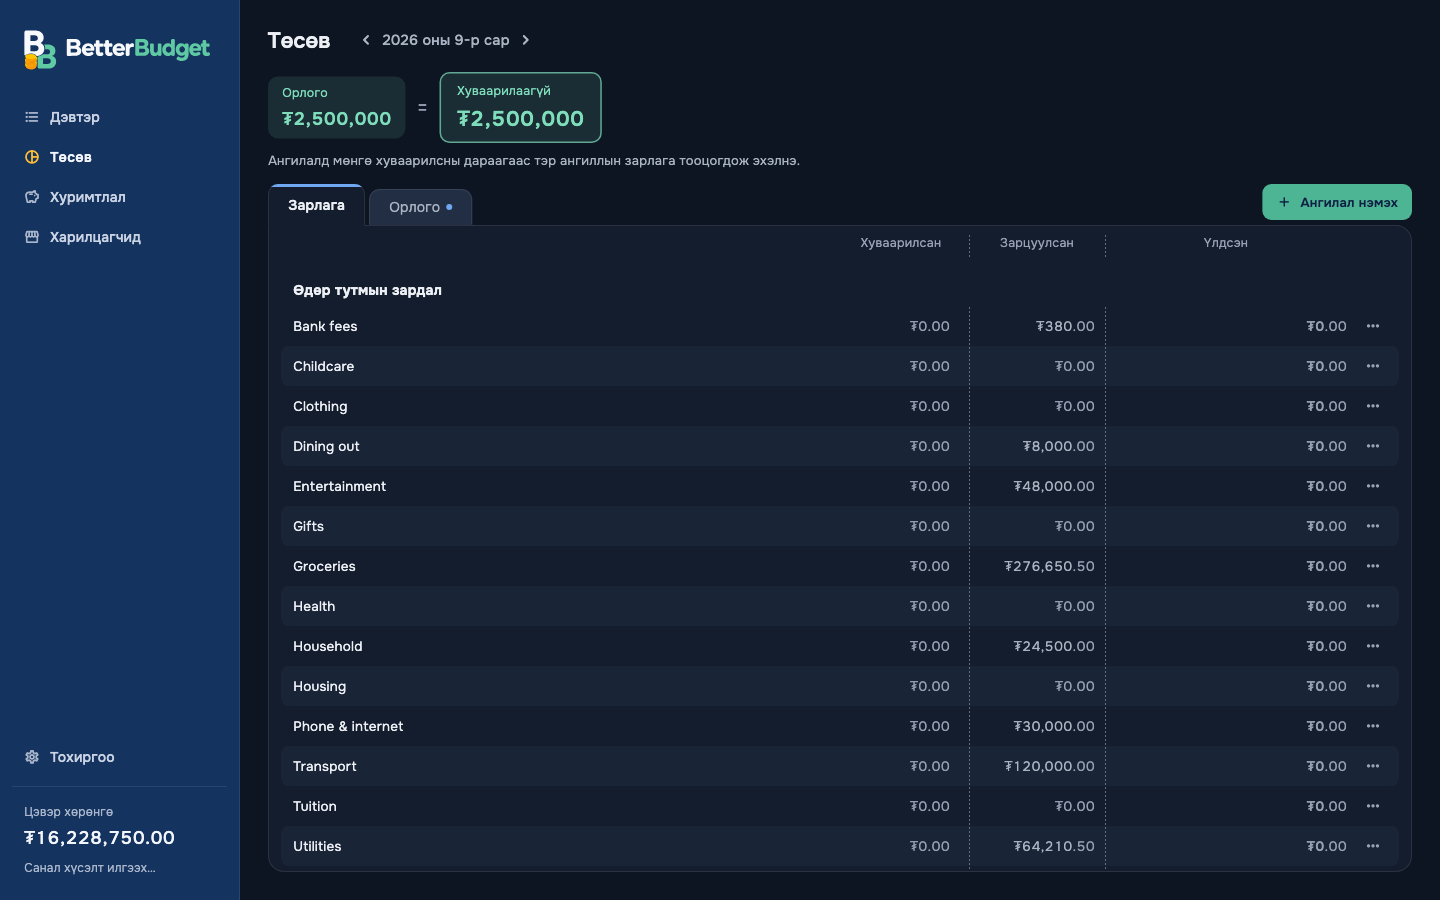 BetterBudget
Дэвтэр
Төсөв
Хуримтлал
Харилцагчид
Тохиргоо
Цэвэр хөрөнгө
₮16,228,750.00
Санал хүсэлт илгээх...
Төсөв
2026 оны 9-р сар
Орлого
₮2,500,000
=
Хуваарилаагүй
₮2,500,000
Ангилалд мөнгө хуваарилсны дараагаас тэр ангиллын зарлага тооцогдож эхэлнэ.
Зарлага
Орлого
+ Ангилал нэмэх
Хуваарилсан Зарцуулсан Үлдсэн
Өдөр тутмын зардал
Bank fees ₮0.00 ₮380.00 ₮0.00
Childcare ₮0.00 ₮0.00 ₮0.00
Clothing ₮0.00 ₮0.00 ₮0.00
Dining out ₮0.00 ₮8,000.00 ₮0.00
Entertainment ₮0.00 ₮48,000.00 ₮0.00
Gifts ₮0.00 ₮0.00 ₮0.00
Groceries ₮0.00 ₮276,650.50 ₮0.00
Health ₮0.00 ₮0.00 ₮0.00
Household ₮0.00 ₮24,500.00 ₮0.00
Housing ₮0.00 ₮0.00 ₮0.00
Phone & internet ₮0.00 ₮30,000.00 ₮0.00
Transport ₮0.00 ₮120,000.00 ₮0.00
Tuition ₮0.00 ₮0.00 ₮0.00
Utilities ₮0.00 ₮64,210.50 ₮0.00